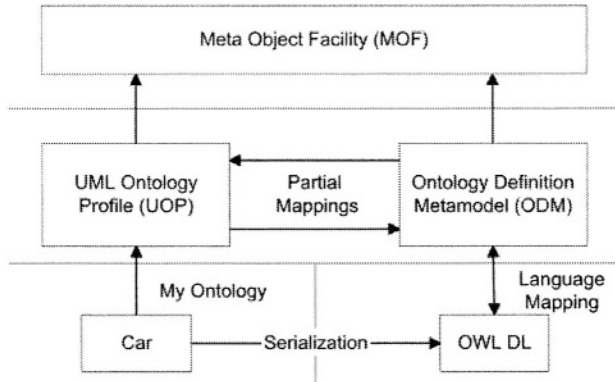 Meta Object Facility (MOF)
UML Ontology
Profile (UOP)
Partial
Mappings
Ontology Definition
Metamodel (ODM)
My Ontology
Language
Mapping
Car
Serialization
OWL DL